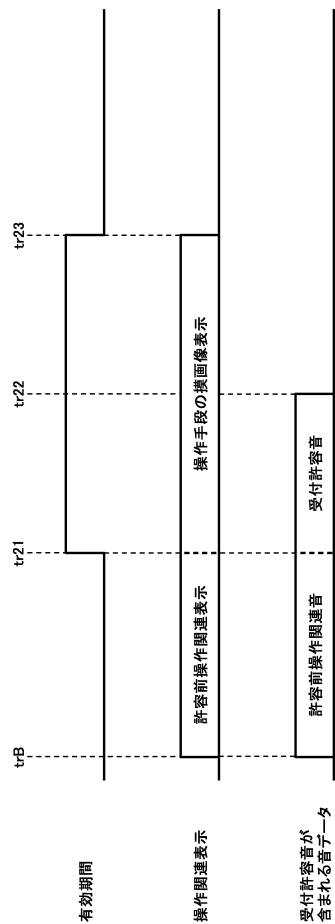 trB
tr21
tr22
tr23
有効期間
操作関連表示
許容前操作関連表示
操作手段の摸画像表示
受付許容音が
含まれる音データ
許容前操作関連音
受付許容音